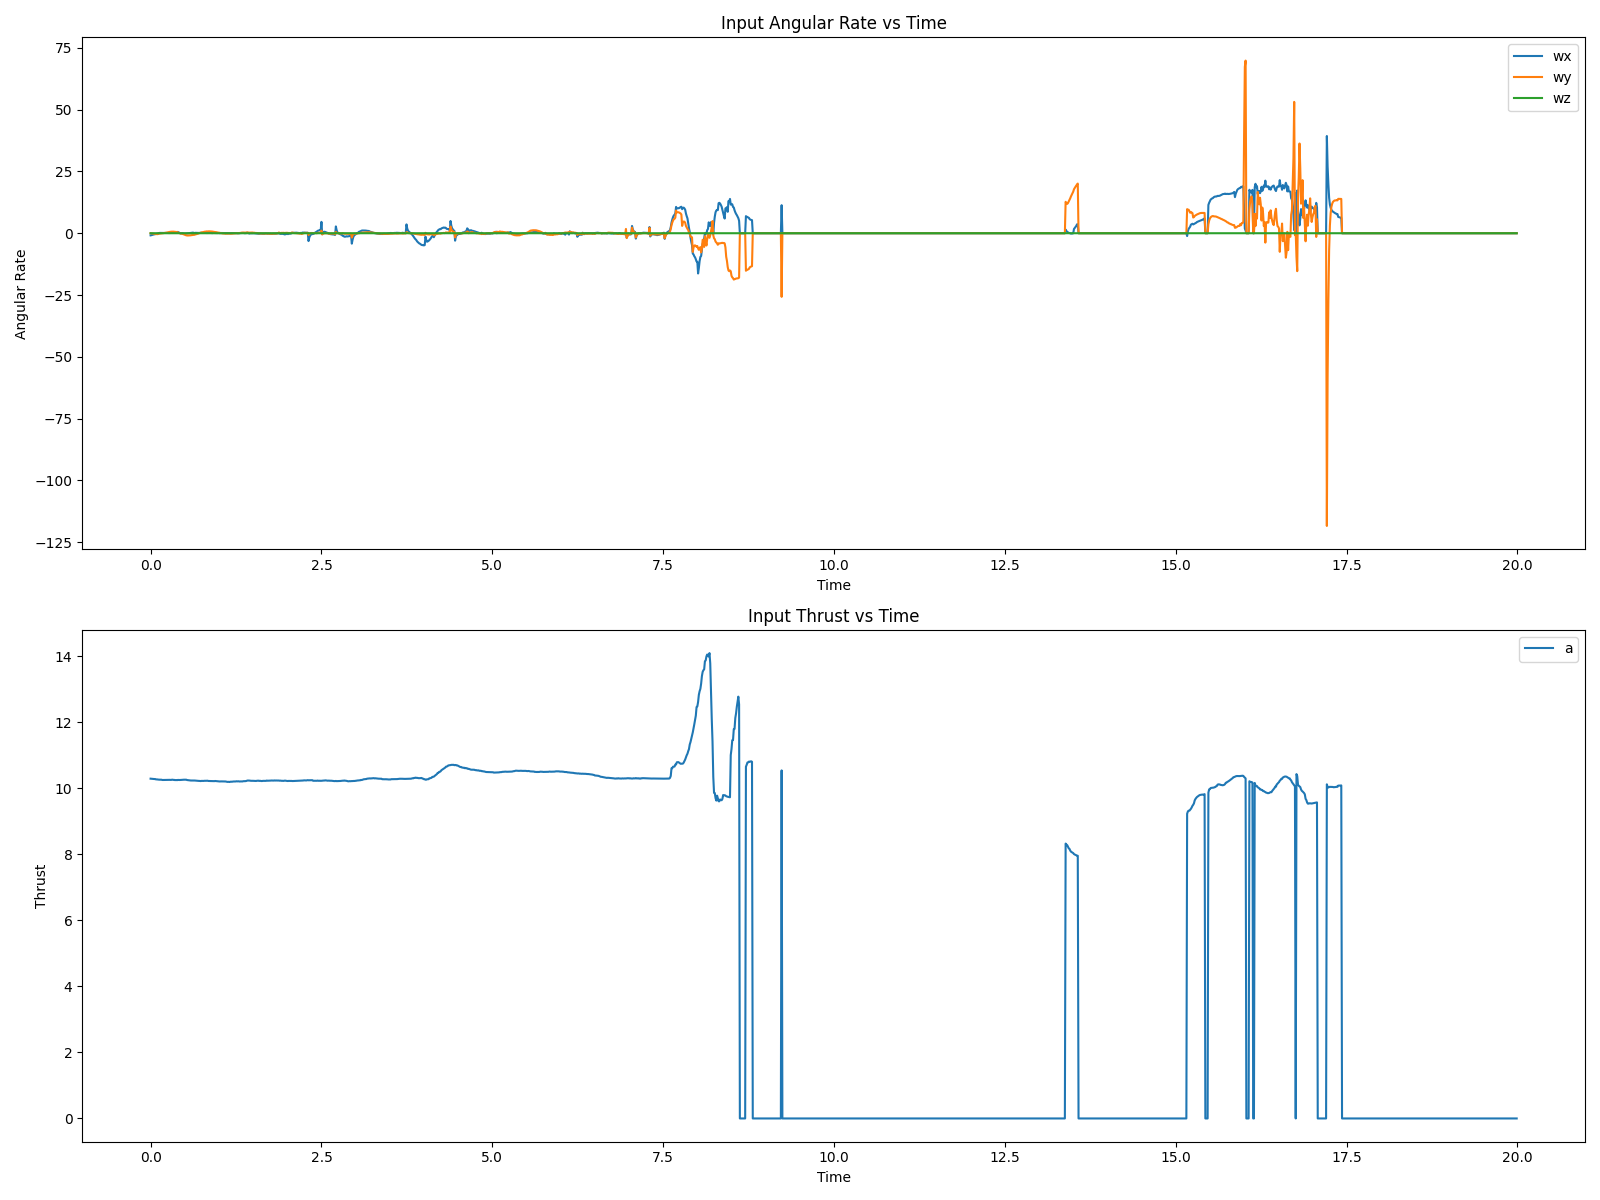 Input Angular Rate vs Time
75
50
25
0
−25
−50
−75
−100
−125
Angular Rate
wx
wy
wz
0.0 2.5 5.0 7.5 10.0 12.5 15.0 17.5 20.0
Time
Input Thrust vs Time
14
12
10
8
6
4
2
0
Thrust
a
0.0 2.5 5.0 7.5 10.0 12.5 15.0 17.5 20.0
Time